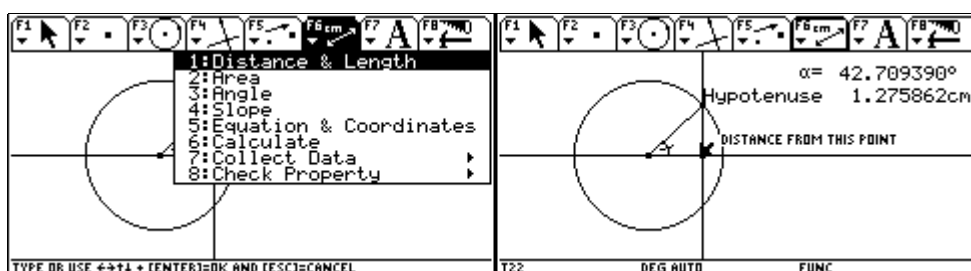 F1 F2 F3 F4 F5 F6 cm F7 A F8
1:Distance & Length
2:Area
3:Angle
4:Slope
5:Equation & Coordinates
6:Calculate
7:Collect Data
8:Check Property
TYPE OR USE ←→↑↓ + [ENTER]=OK AND [ESC]=CANCEL
F1 F2 F3 F4 F5 F6 cm F7 A F8
α= 42.709390°
Hypotenuse 1.275862cm
DISTANCE FROM THIS POINT
α
T22 DEG AUTO FUNC